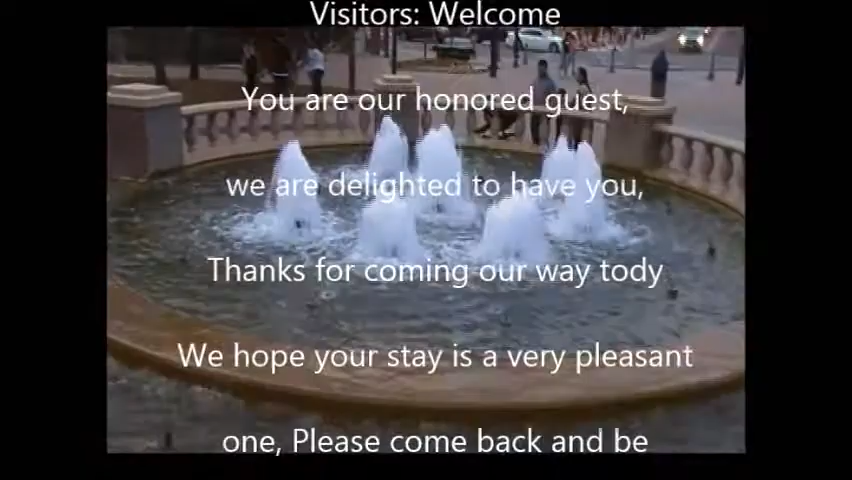 Visitors: Welcome
You are our honored guest,
we are delighted to have you,
Thanks for coming our way tody
We hope your stay is a very pleasant
one, Please come back and be